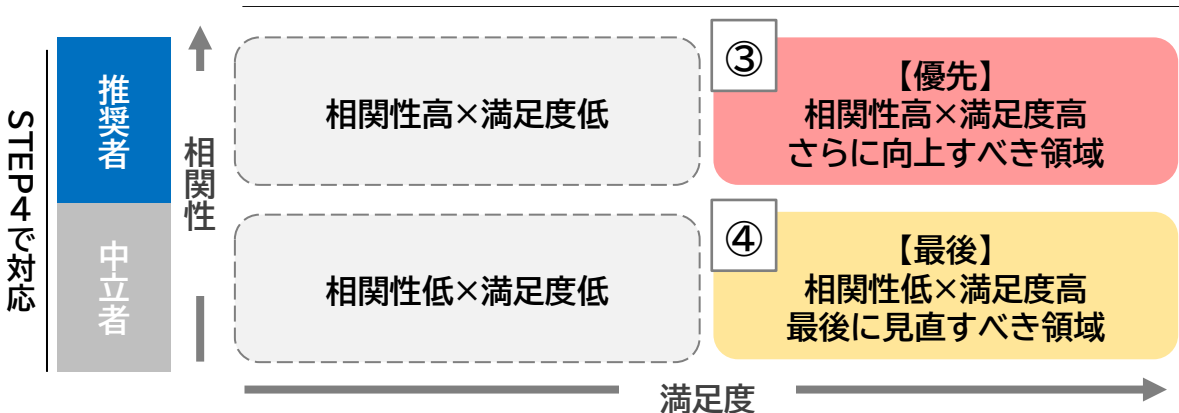 STEP4で対応
推奨者
中立者
相関性
相関性高×満足度低
③
【優先】
相関性高×満足度高
さらに向上すべき領域
相関性低×満足度低
④
【最後】
相関性低×満足度高
最後に見直すべき領域
満足度